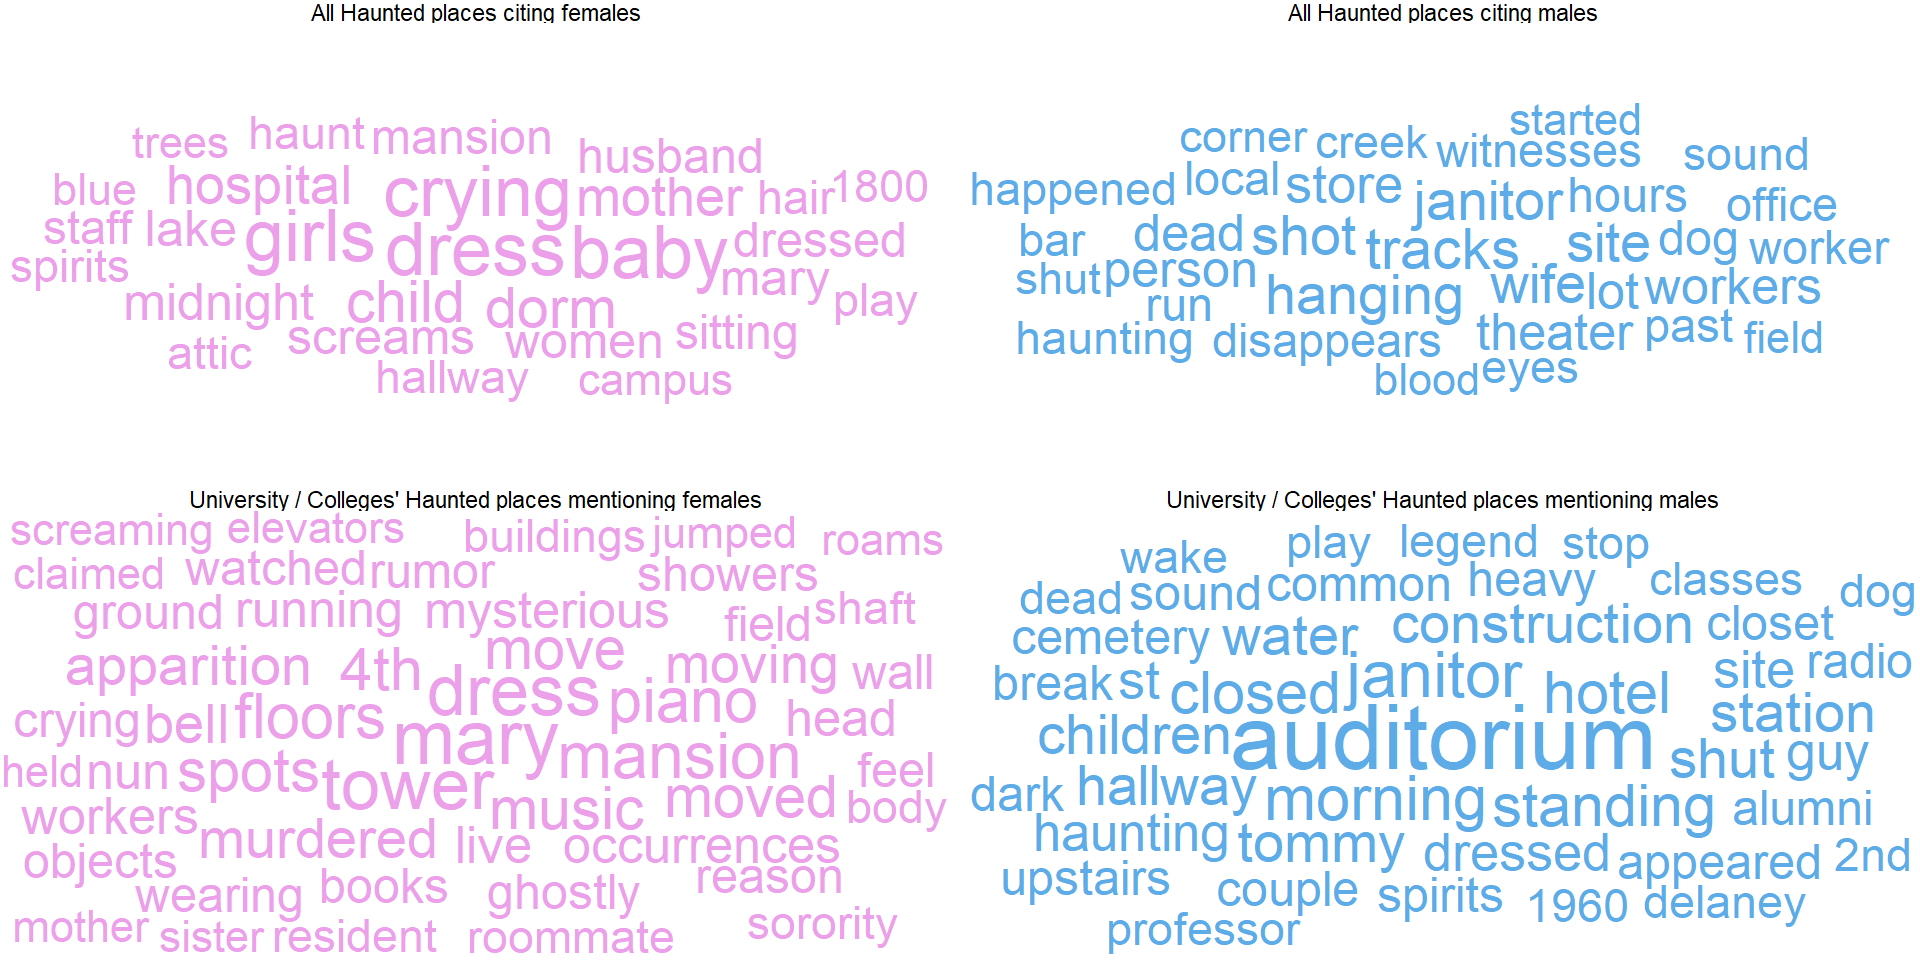 All Haunted places citing females
trees haunt mansion husband
blue hospital crying mother hair 1800
staff lake girls dress baby dressed
spirits midnight child dorm mary play
attic screams women sitting
hallway campus
All Haunted places citing males
started
corner creek witnesses sound
happened local store janitor hours office
bar dead shot tracks site dog worker
shut person hanging wife lot workers
run
haunting disappears theater past field
blood eyes
University / Colleges' Haunted places mentioning females
screaming elevators buildings jumped roams
claimed watched rumor showers
ground running mysterious field shaft
apparition 4th move moving wall
crying bell floors dress piano head
held nun spots mary mansion feel
workers tower music moved body
objects murdered live occurrences
wearing books ghostly reason
mother sister resident roommate sorority
University / Colleges' Haunted places mentioning males
wake play legend stop
dead sound common heavy classes dog
cemetery water construction closet
break st closed janitor hotel site radio
children auditorium station
dark hallway morning standing shut guy
haunting tommy dressed appeared alumni 2nd
upstairs couple spirits 1960 delaney
professor